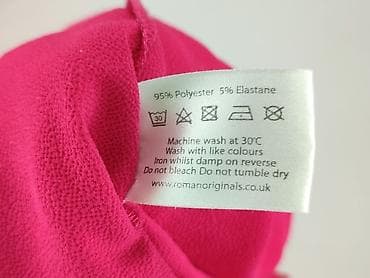 95% Polyester 5% Elastane
30
Machine wash at 30°C
Wash with like colours
Iron whilst damp on reverse
Do not bleach Do not tumble dry
www.romanoriginals.co.uk